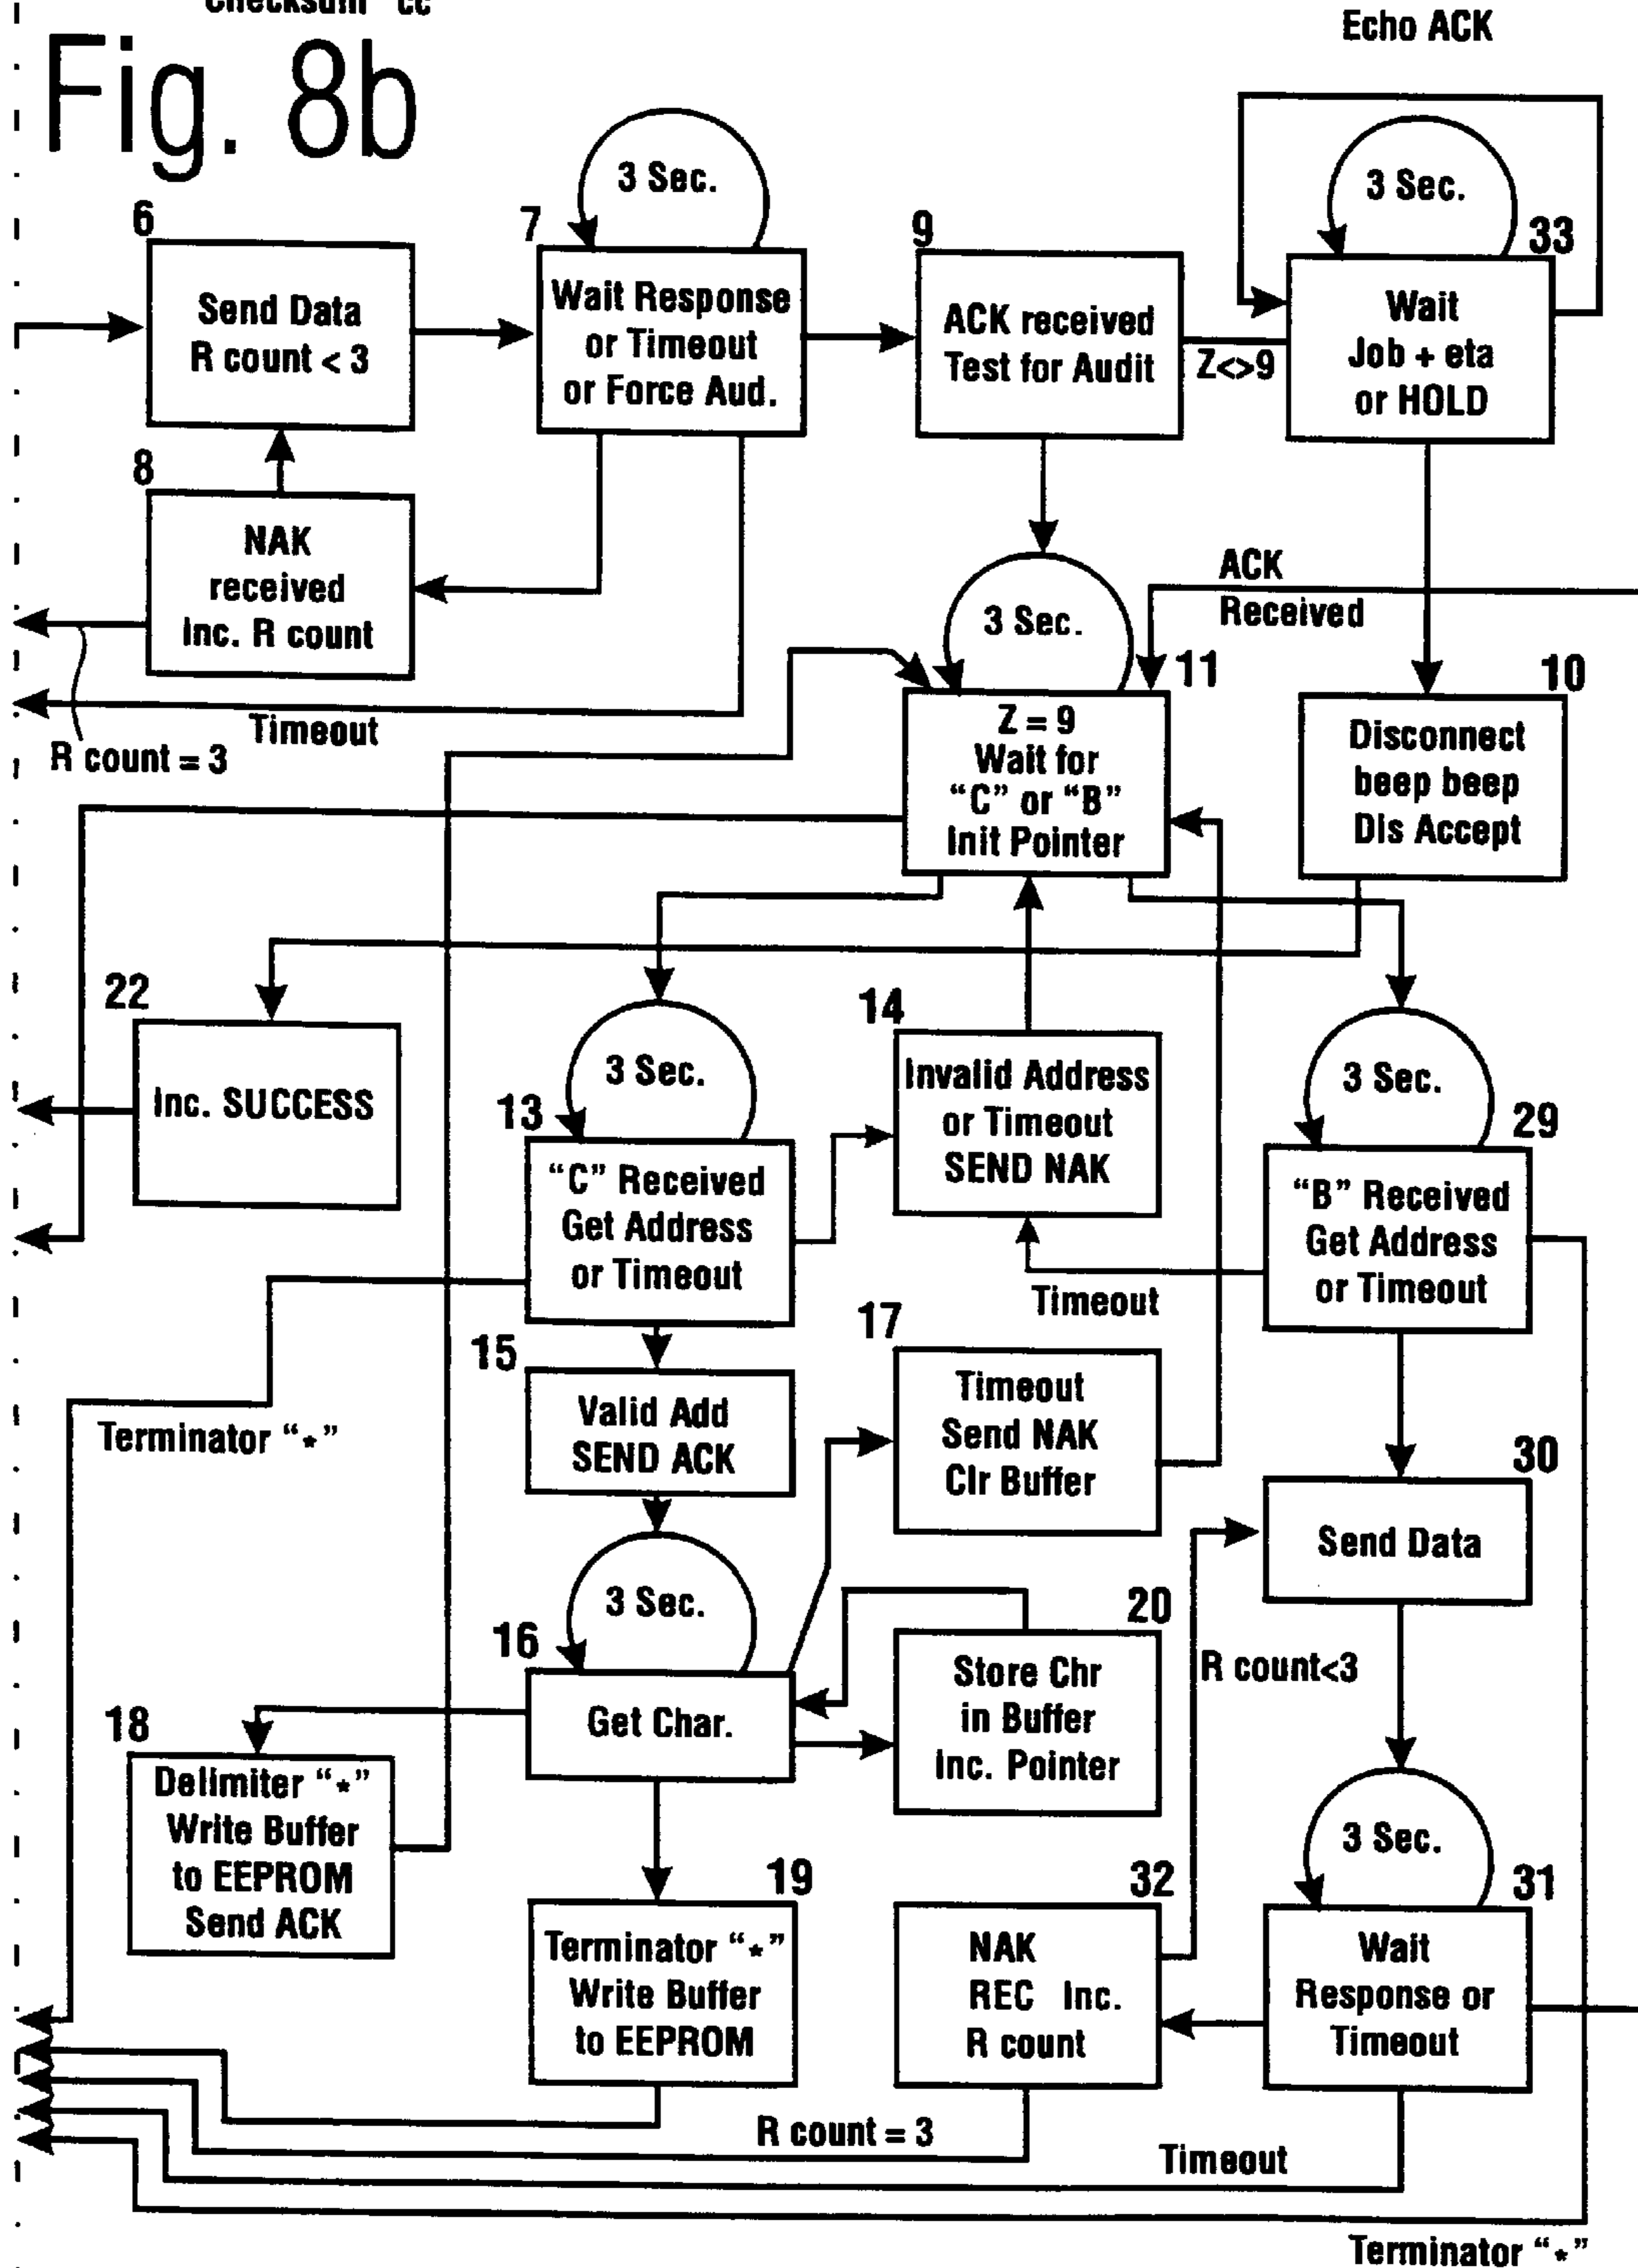 Checksum "cc
Echo ACK
Fig. 8b
3 Sec.
3 Sec.
6
7
9
33
Send Data
R count < 3
Wait Response
or Timeout
or Force Aud.
ACK received
Test for Audit
Z<>9
Wait
Job + eta
or HOLD
8
NAK
received
Inc. R count
ACK
Received
3 Sec.
11
10
Timeout
R count = 3
Z = 9
Wait for
"C" or "B"
Init Pointer
Disconnect
beep beep
Dis Accept
22
Inc. SUCCESS
3 Sec.
13
"C" Received
Get Address
or Timeout
14
Invalid Address
or Timeout
SEND NAK
3 Sec.
29
"B" Received
Get Address
or Timeout
Timeout
Terminator "*"
15
Valid Add
SEND ACK
17
Timeout
Send NAK
Clr Buffer
30
Send Data
3 Sec.
16
Get Char.
20
Store Chr
in Buffer
Inc. Pointer
R count<3
18
Delimiter "*"
Write Buffer
to EEPROM
Send ACK
19
Terminator "*"
Write Buffer
to EEPROM
32
NAK
REC Inc.
R count
3 Sec.
31
Wait
Response or
Timeout
R count = 3
Timeout
Terminator "*"